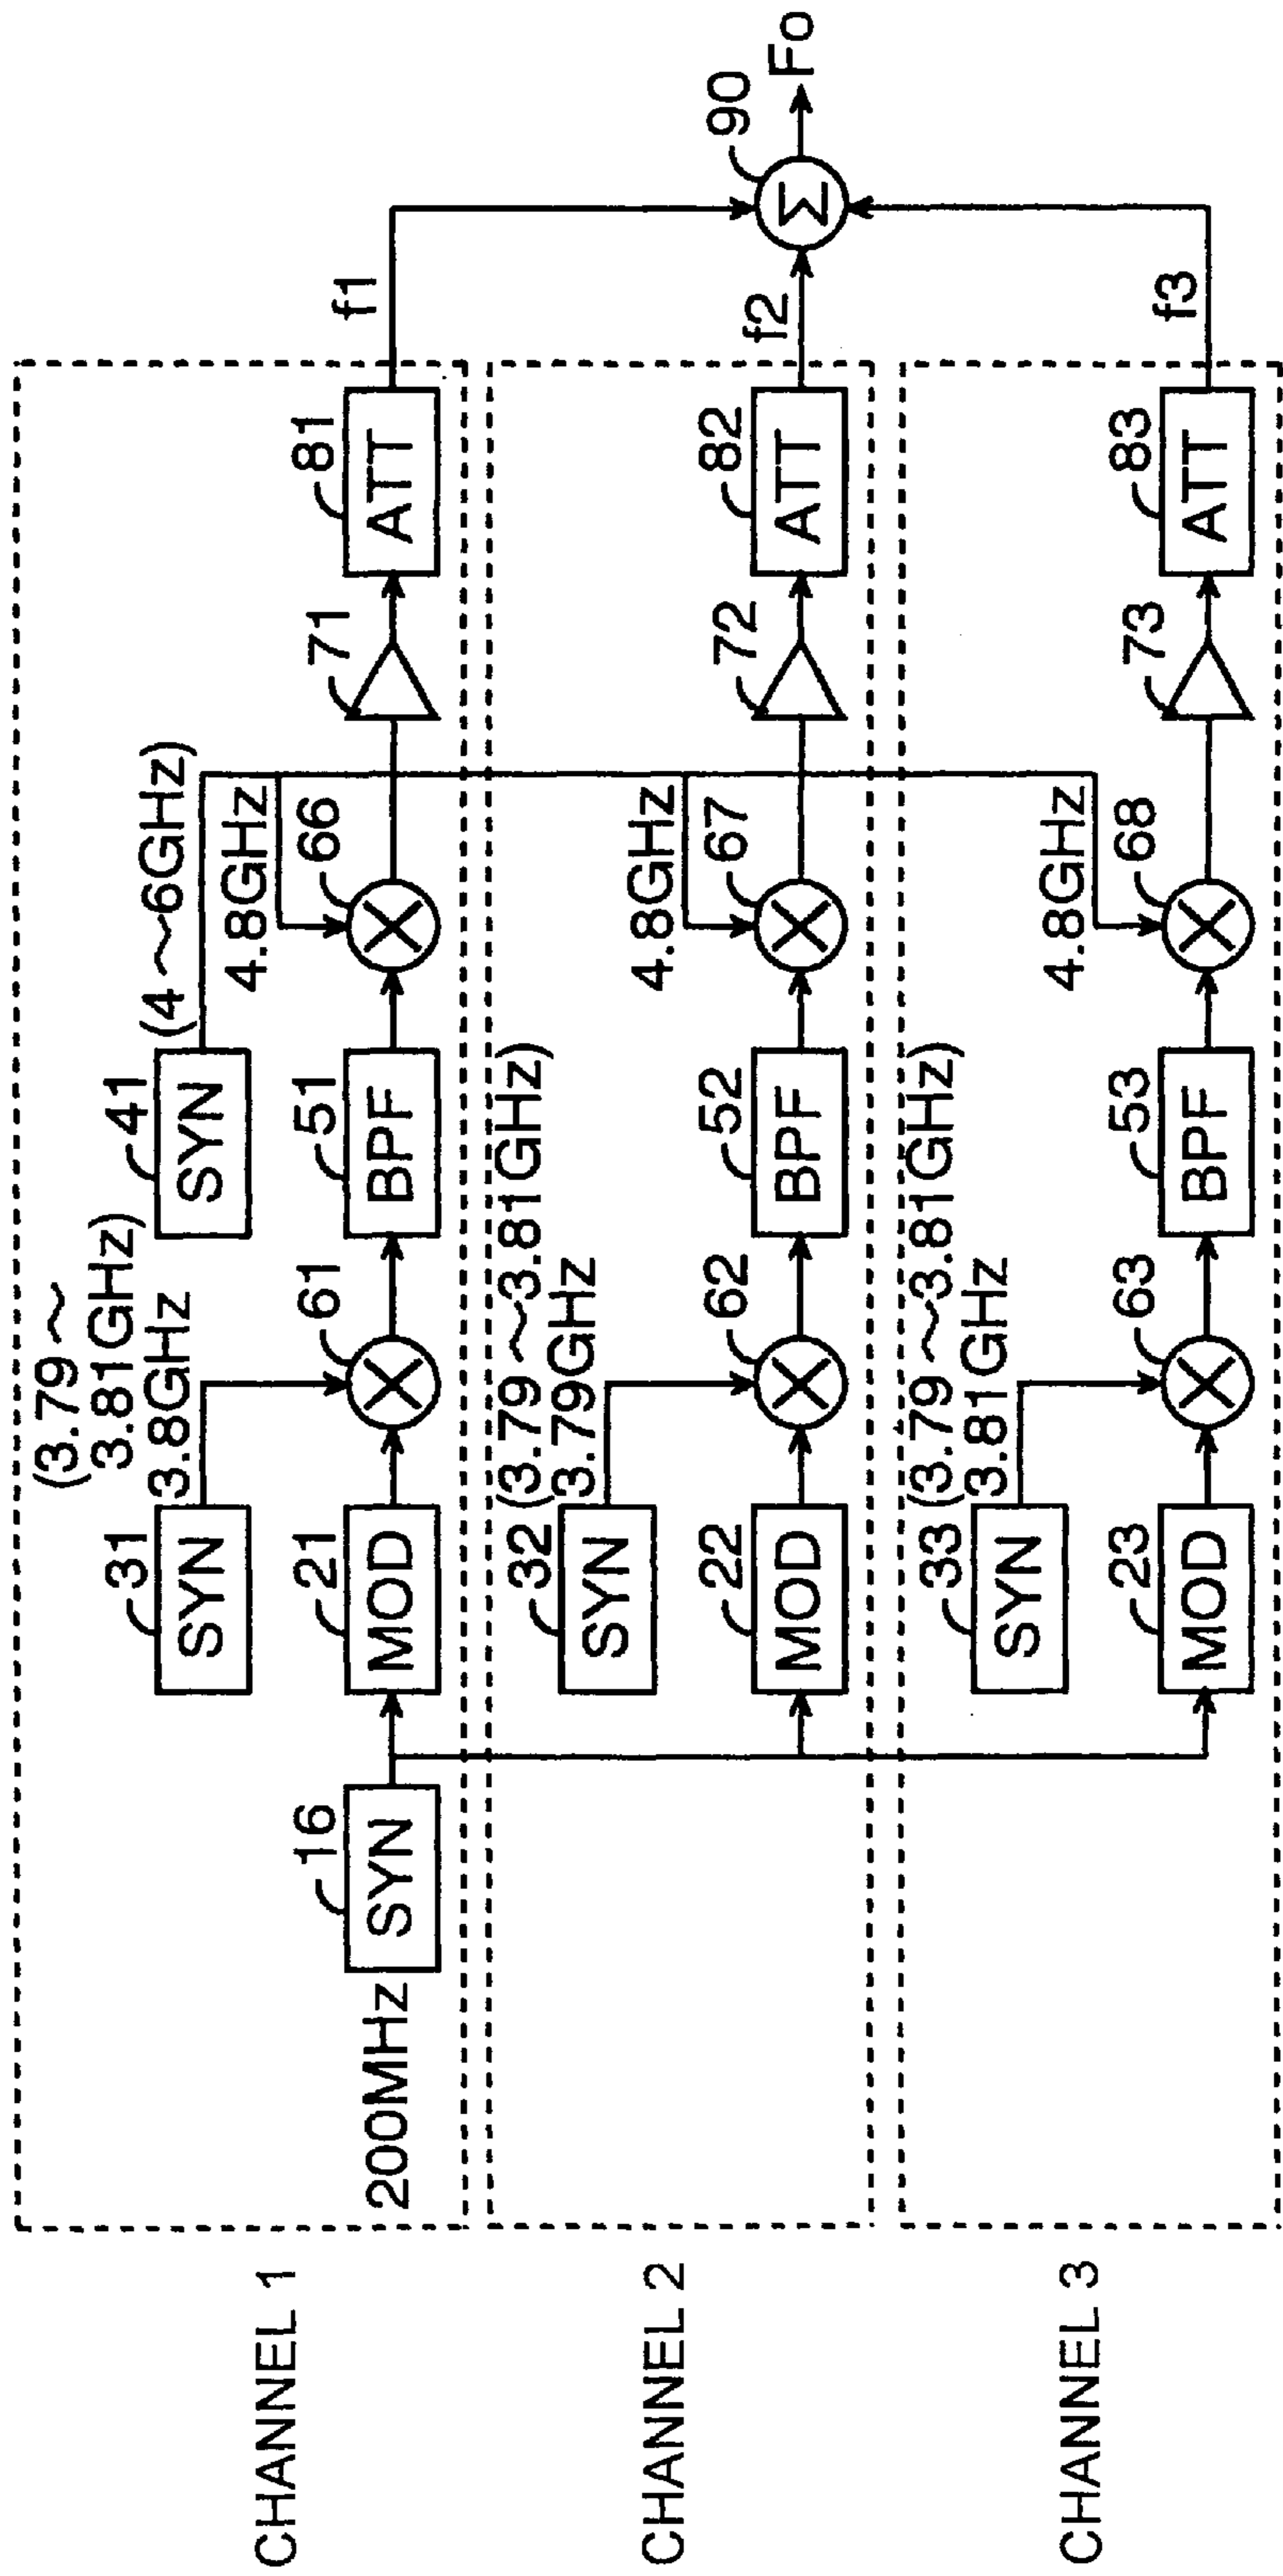 CHANNEL 1
200MHz
16
SYN
31
SYN
(3.79～
3.81GHz)
3.8GHz
21
MOD
61
41
SYN
(4～6GHz)
51
BPF
4.8GHz
66
71
81
ATT
f1
CHANNEL 2
32
SYN
(3.79～3.81GHz)
3.79GHz
22
MOD
62
52
BPF
4.8GHz
67
72
82
ATT
f2
90
Σ
Fo
CHANNEL 3
33
SYN
(3.79～3.81GHz)
3.81GHz
23
MOD
63
53
BPF
4.8GHz
68
73
83
ATT
f3